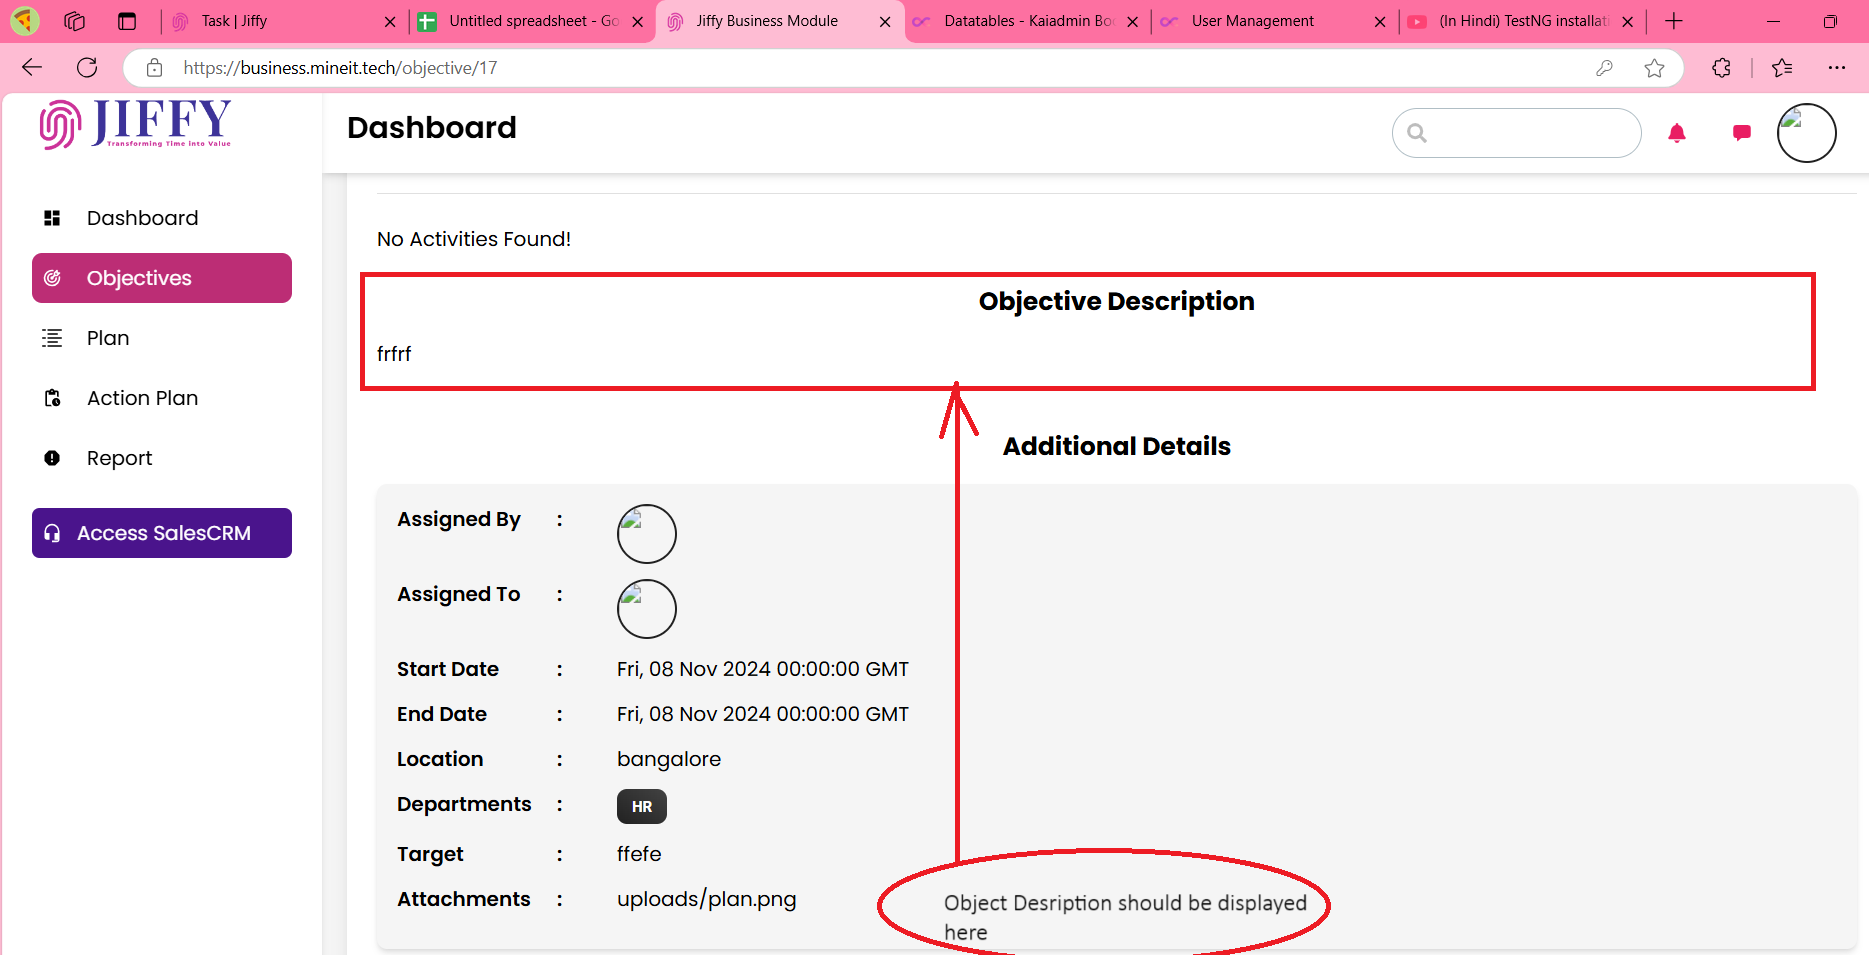 Task | Jiffy
Untitled spreadsheet - Go
Jiffy Business Module
Datatables - Kaiadmin Boo
User Management
(In Hindi) TestNG installati
https://business.mineit.tech/objective/17
JIFFY
Transforming Time Into Value
Dashboard
Dashboard
Objectives
Plan
Action Plan
Report
Access SalesCRM
No Activities Found!
Objective Description
frfrf
Additional Details
Assigned By :
Assigned To :
Start Date : Fri, 08 Nov 2024 00:00:00 GMT
End Date : Fri, 08 Nov 2024 00:00:00 GMT
Location : bangalore
Departments : HR
Target : ffefe
Attachments : uploads/plan.png
Object Desription should be displayed
here